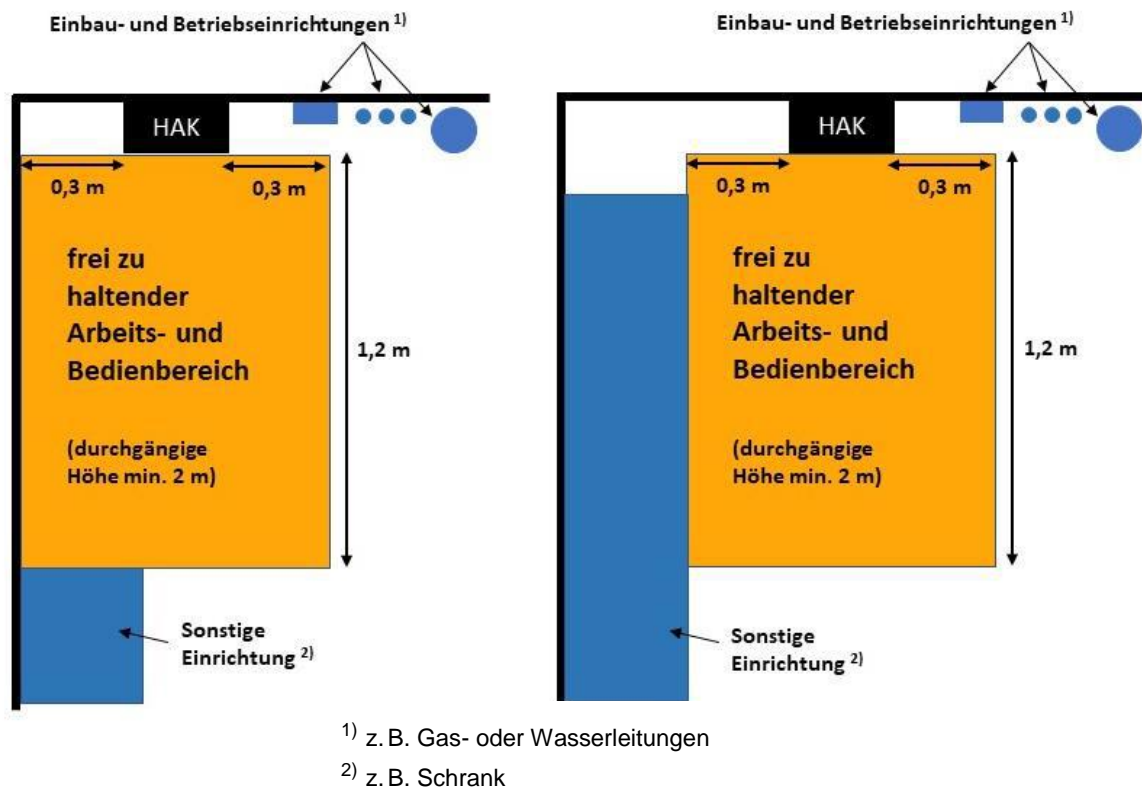 Einbau- und Betriebseinrichtungen 1)
HAK
0,3 m
0,3 m
frei zu
haltender
Arbeits- und
Bedienbereich
1,2 m
(durchgängige
Höhe min. 2 m)
Sonstige
Einrichtung 2)
Einbau- und Betriebseinrichtungen 1)
HAK
0,3 m
0,3 m
frei zu
haltender
Arbeits- und
Bedienbereich
1,2 m
(durchgängige
Höhe min. 2 m)
Sonstige
Einrichtung 2)
1) z. B. Gas- oder Wasserleitungen
2) z. B. Schrank